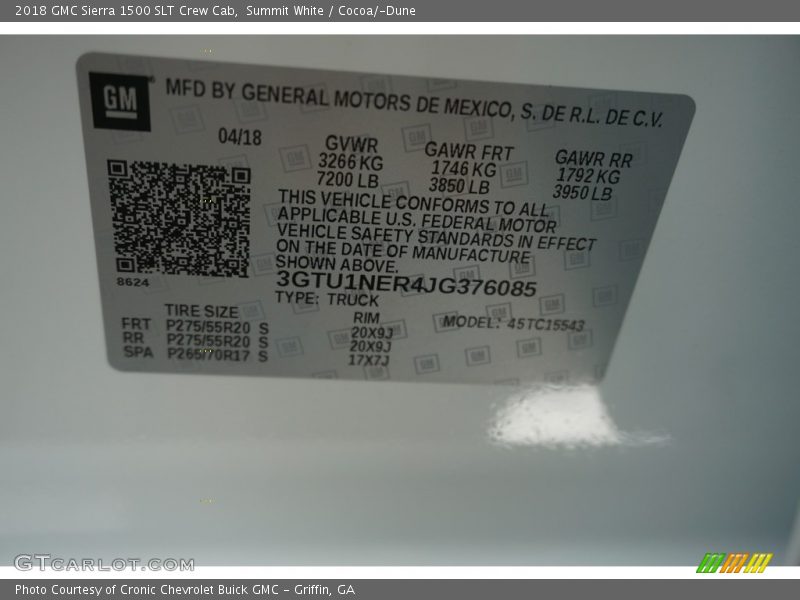 2018 GMC Sierra 1500 SLT Crew Cab, Summit White / Cocoa/­Dune
GM
MFD BY GENERAL MOTORS DE MEXICO, S. DE R.L. DE C.V.
04/18
GVWR GAWR FRT GAWR RR
3266 KG 1746 KG 1792 KG
7200 LB 3850 LB 3950 LB
THIS VEHICLE CONFORMS TO ALL
APPLICABLE U.S. FEDERAL MOTOR
VEHICLE SAFETY STANDARDS IN EFFECT
ON THE DATE OF MANUFACTURE
SHOWN ABOVE.
8624
3GTU1NER4JG376085
TYPE: TRUCK
TIRE SIZE RIM MODEL: 45TC15543
FRT P275/55R20 S 20X9J
RR P275/55R20 S 20X9J
SPA P265/70R17 S 17X7J
GTCARLOT.COM
Photo Courtesy of Cronic Chevrolet Buick GMC - Griffin, GA